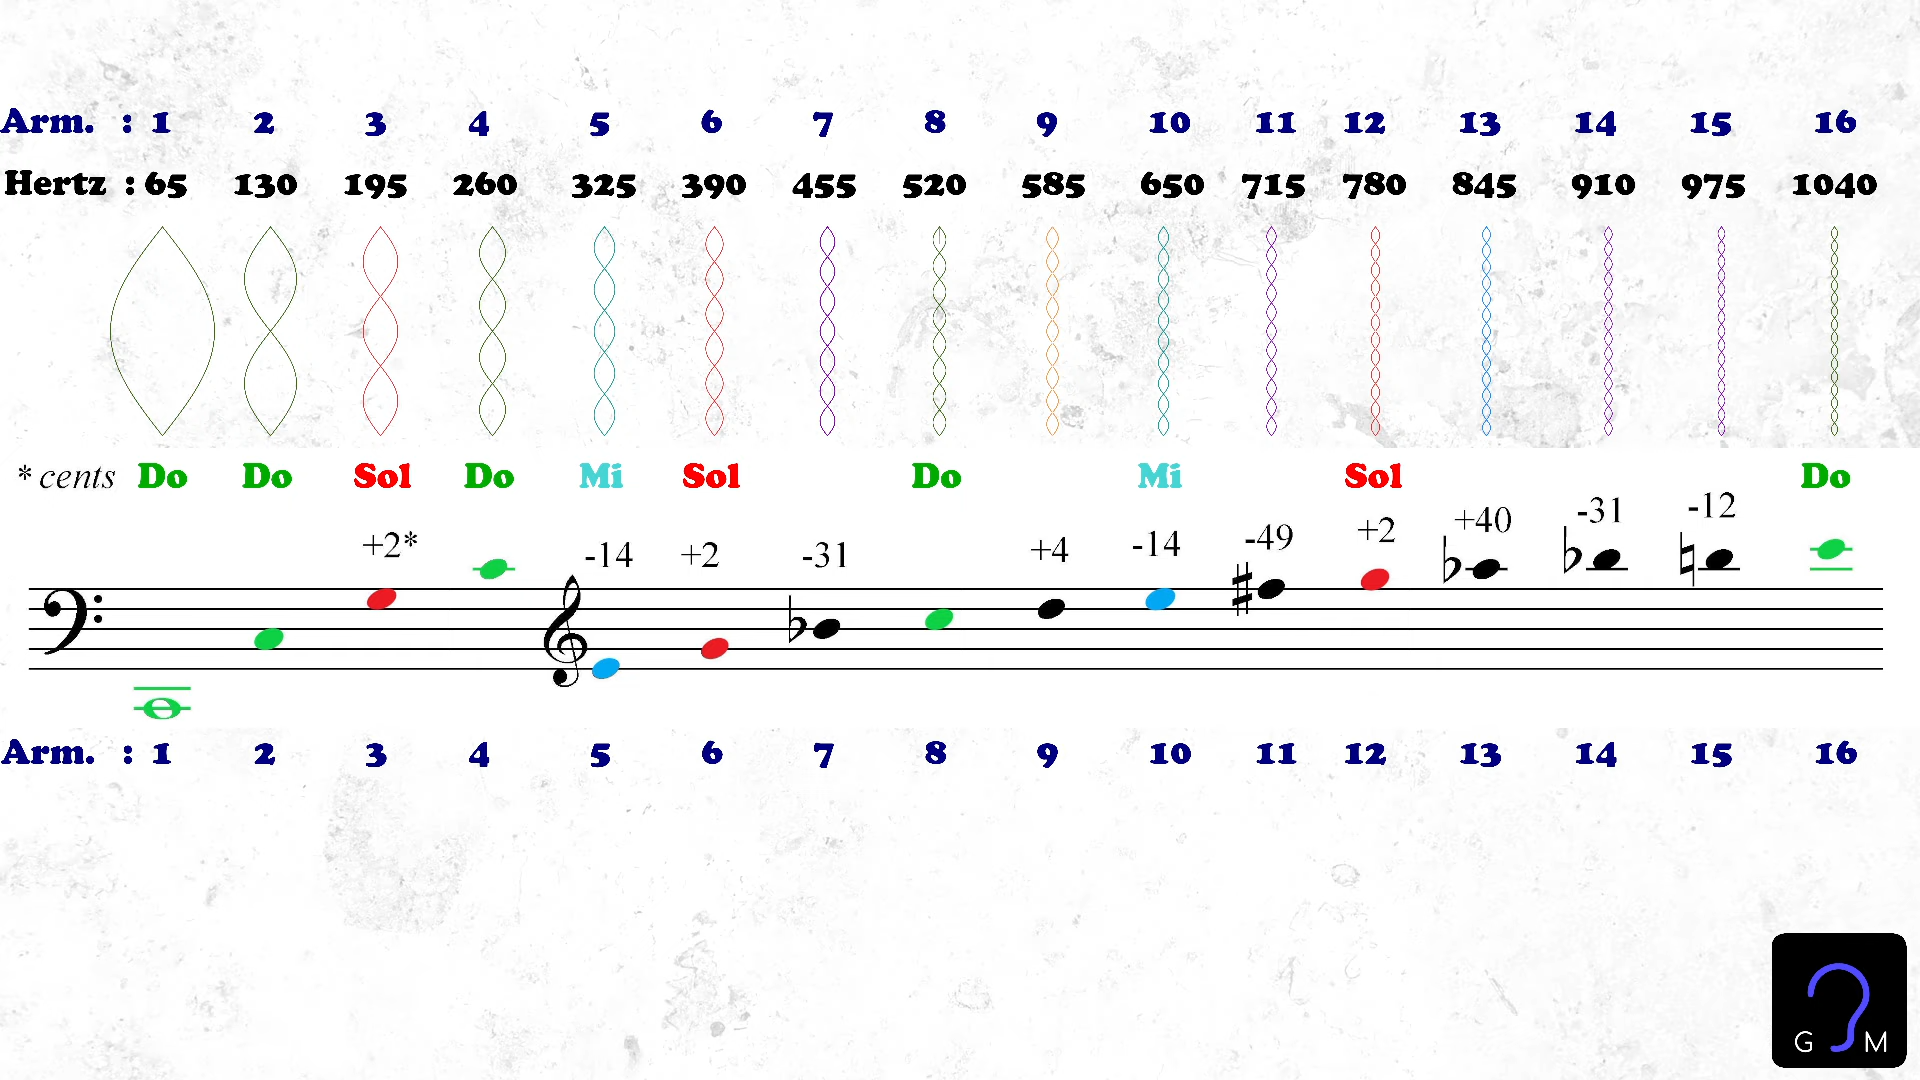 Arm. : 1 2 3 4 5 6 7 8 9 10 11 12 13 14 15 16
Hertz : 65 130 195 260 325 390 455 520 585 650 715 780 845 910 975 1040
* cents Do Do Sol Do Mi Sol Do Mi Sol Do
+2* -14 +2 -31 +4 -14 -49 +2 +40 -31 -12
Arm. : 1 2 3 4 5 6 7 8 9 10 11 12 13 14 15 16
G M